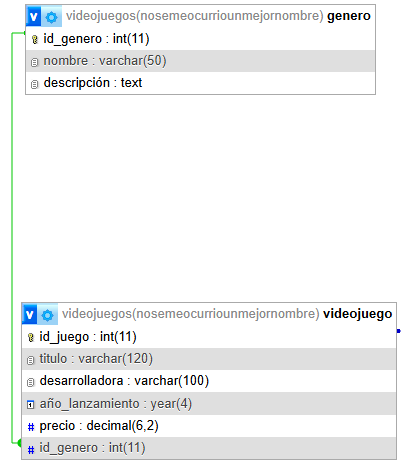 videojuegos(nosemeocurriounmejornombre) genero
id_genero : int(11)
nombre : varchar(50)
descripción : text
videojuegos(nosemeocurriounmejornombre) videojuego
id_juego : int(11)
titulo : varchar(120)
desarrolladora : varchar(100)
año_lanzamiento : year(4)
# precio : decimal(6,2)
# id_genero : int(11)